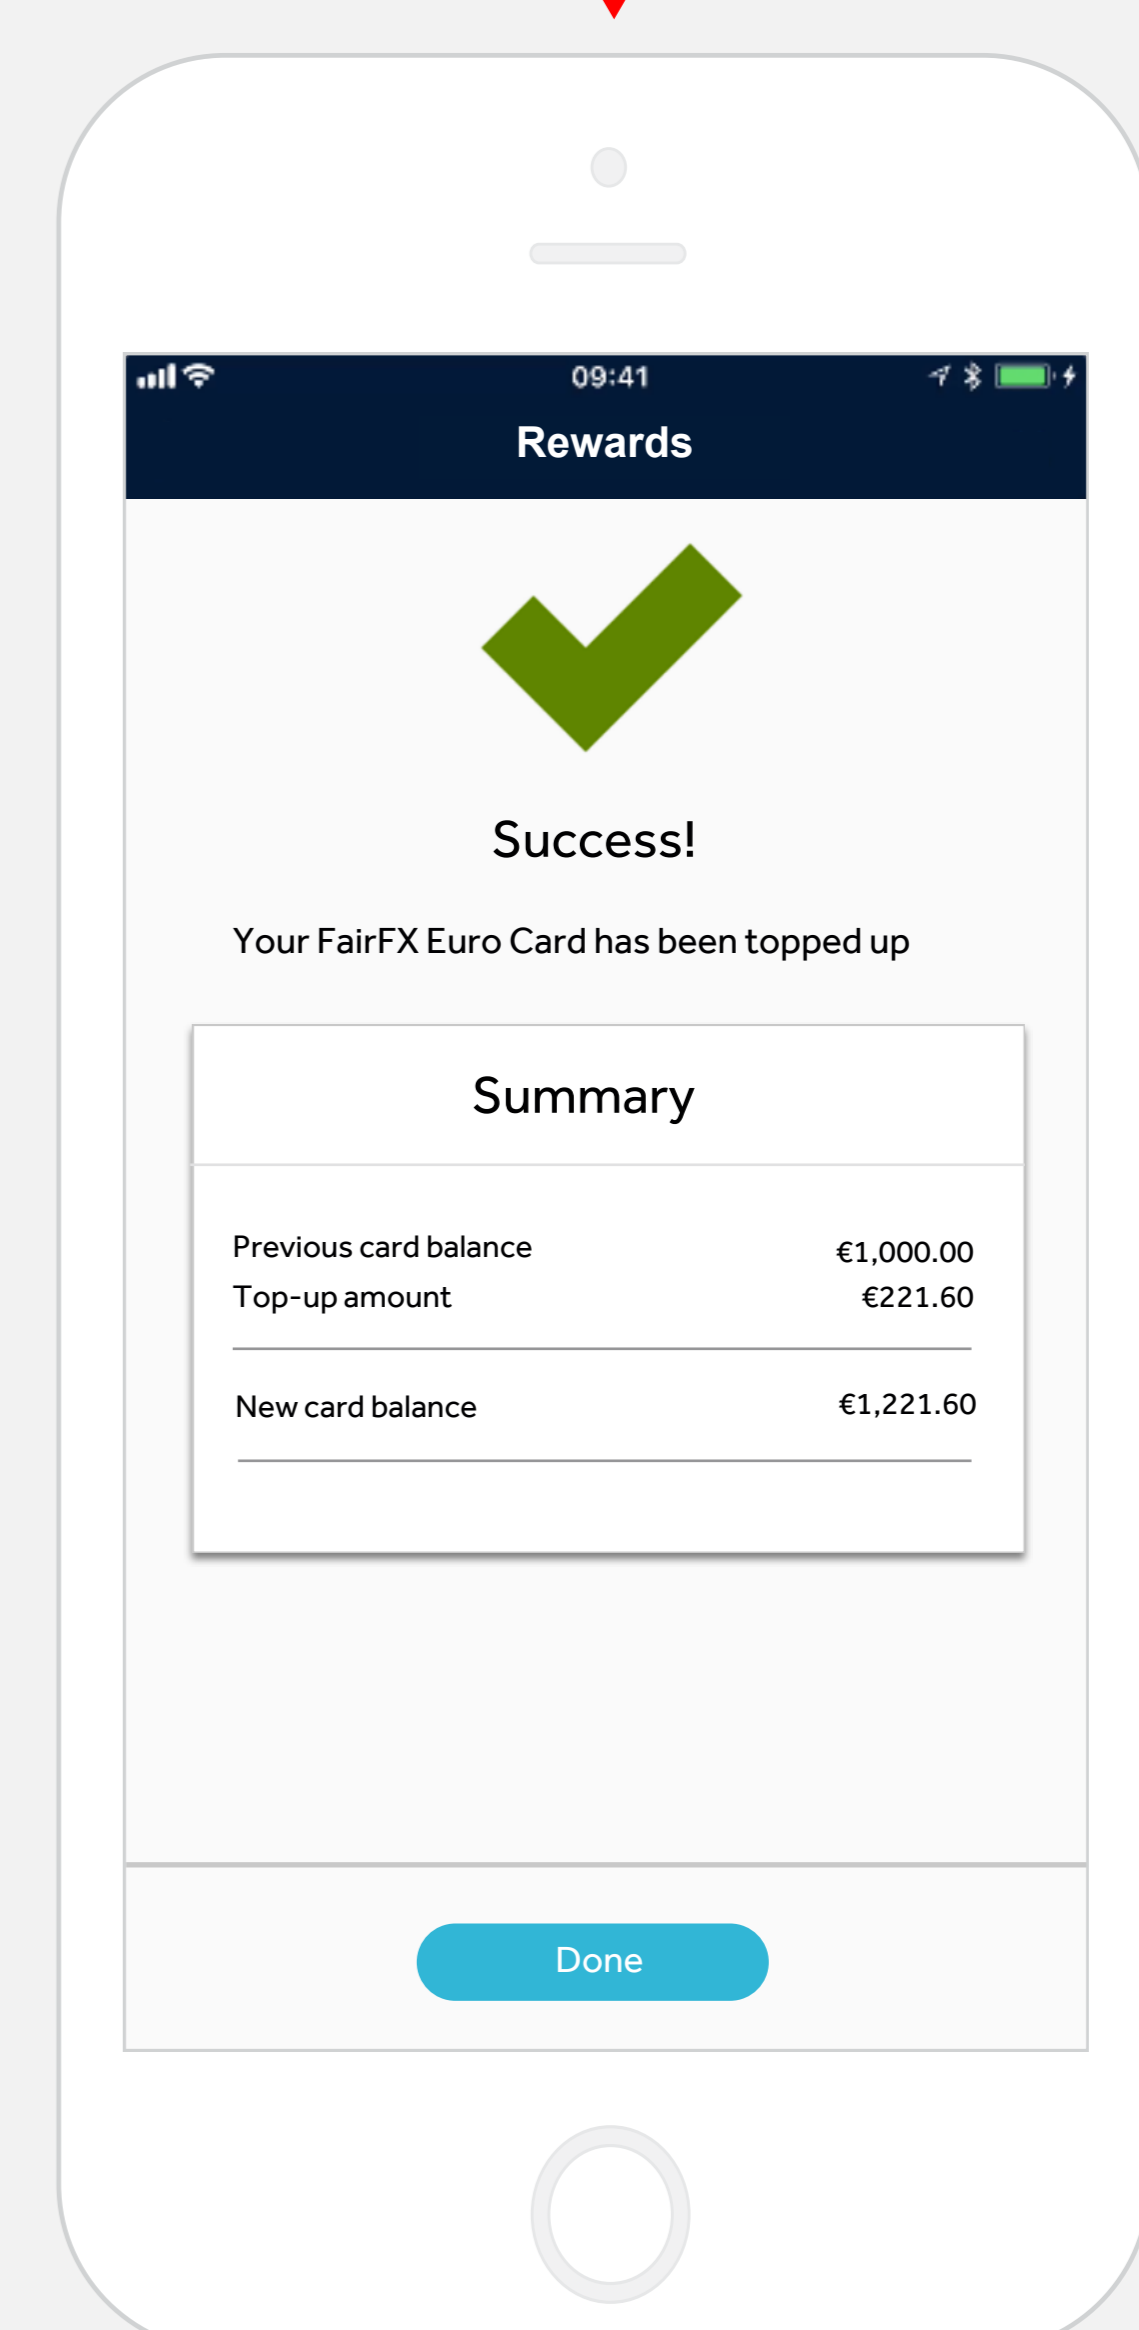 09:41
Rewards
Success!
Your FairFX Euro Card has been topped up
Summary
Previous card balance €1,000.00
Top-up amount €221.60
New card balance €1,221.60
Done